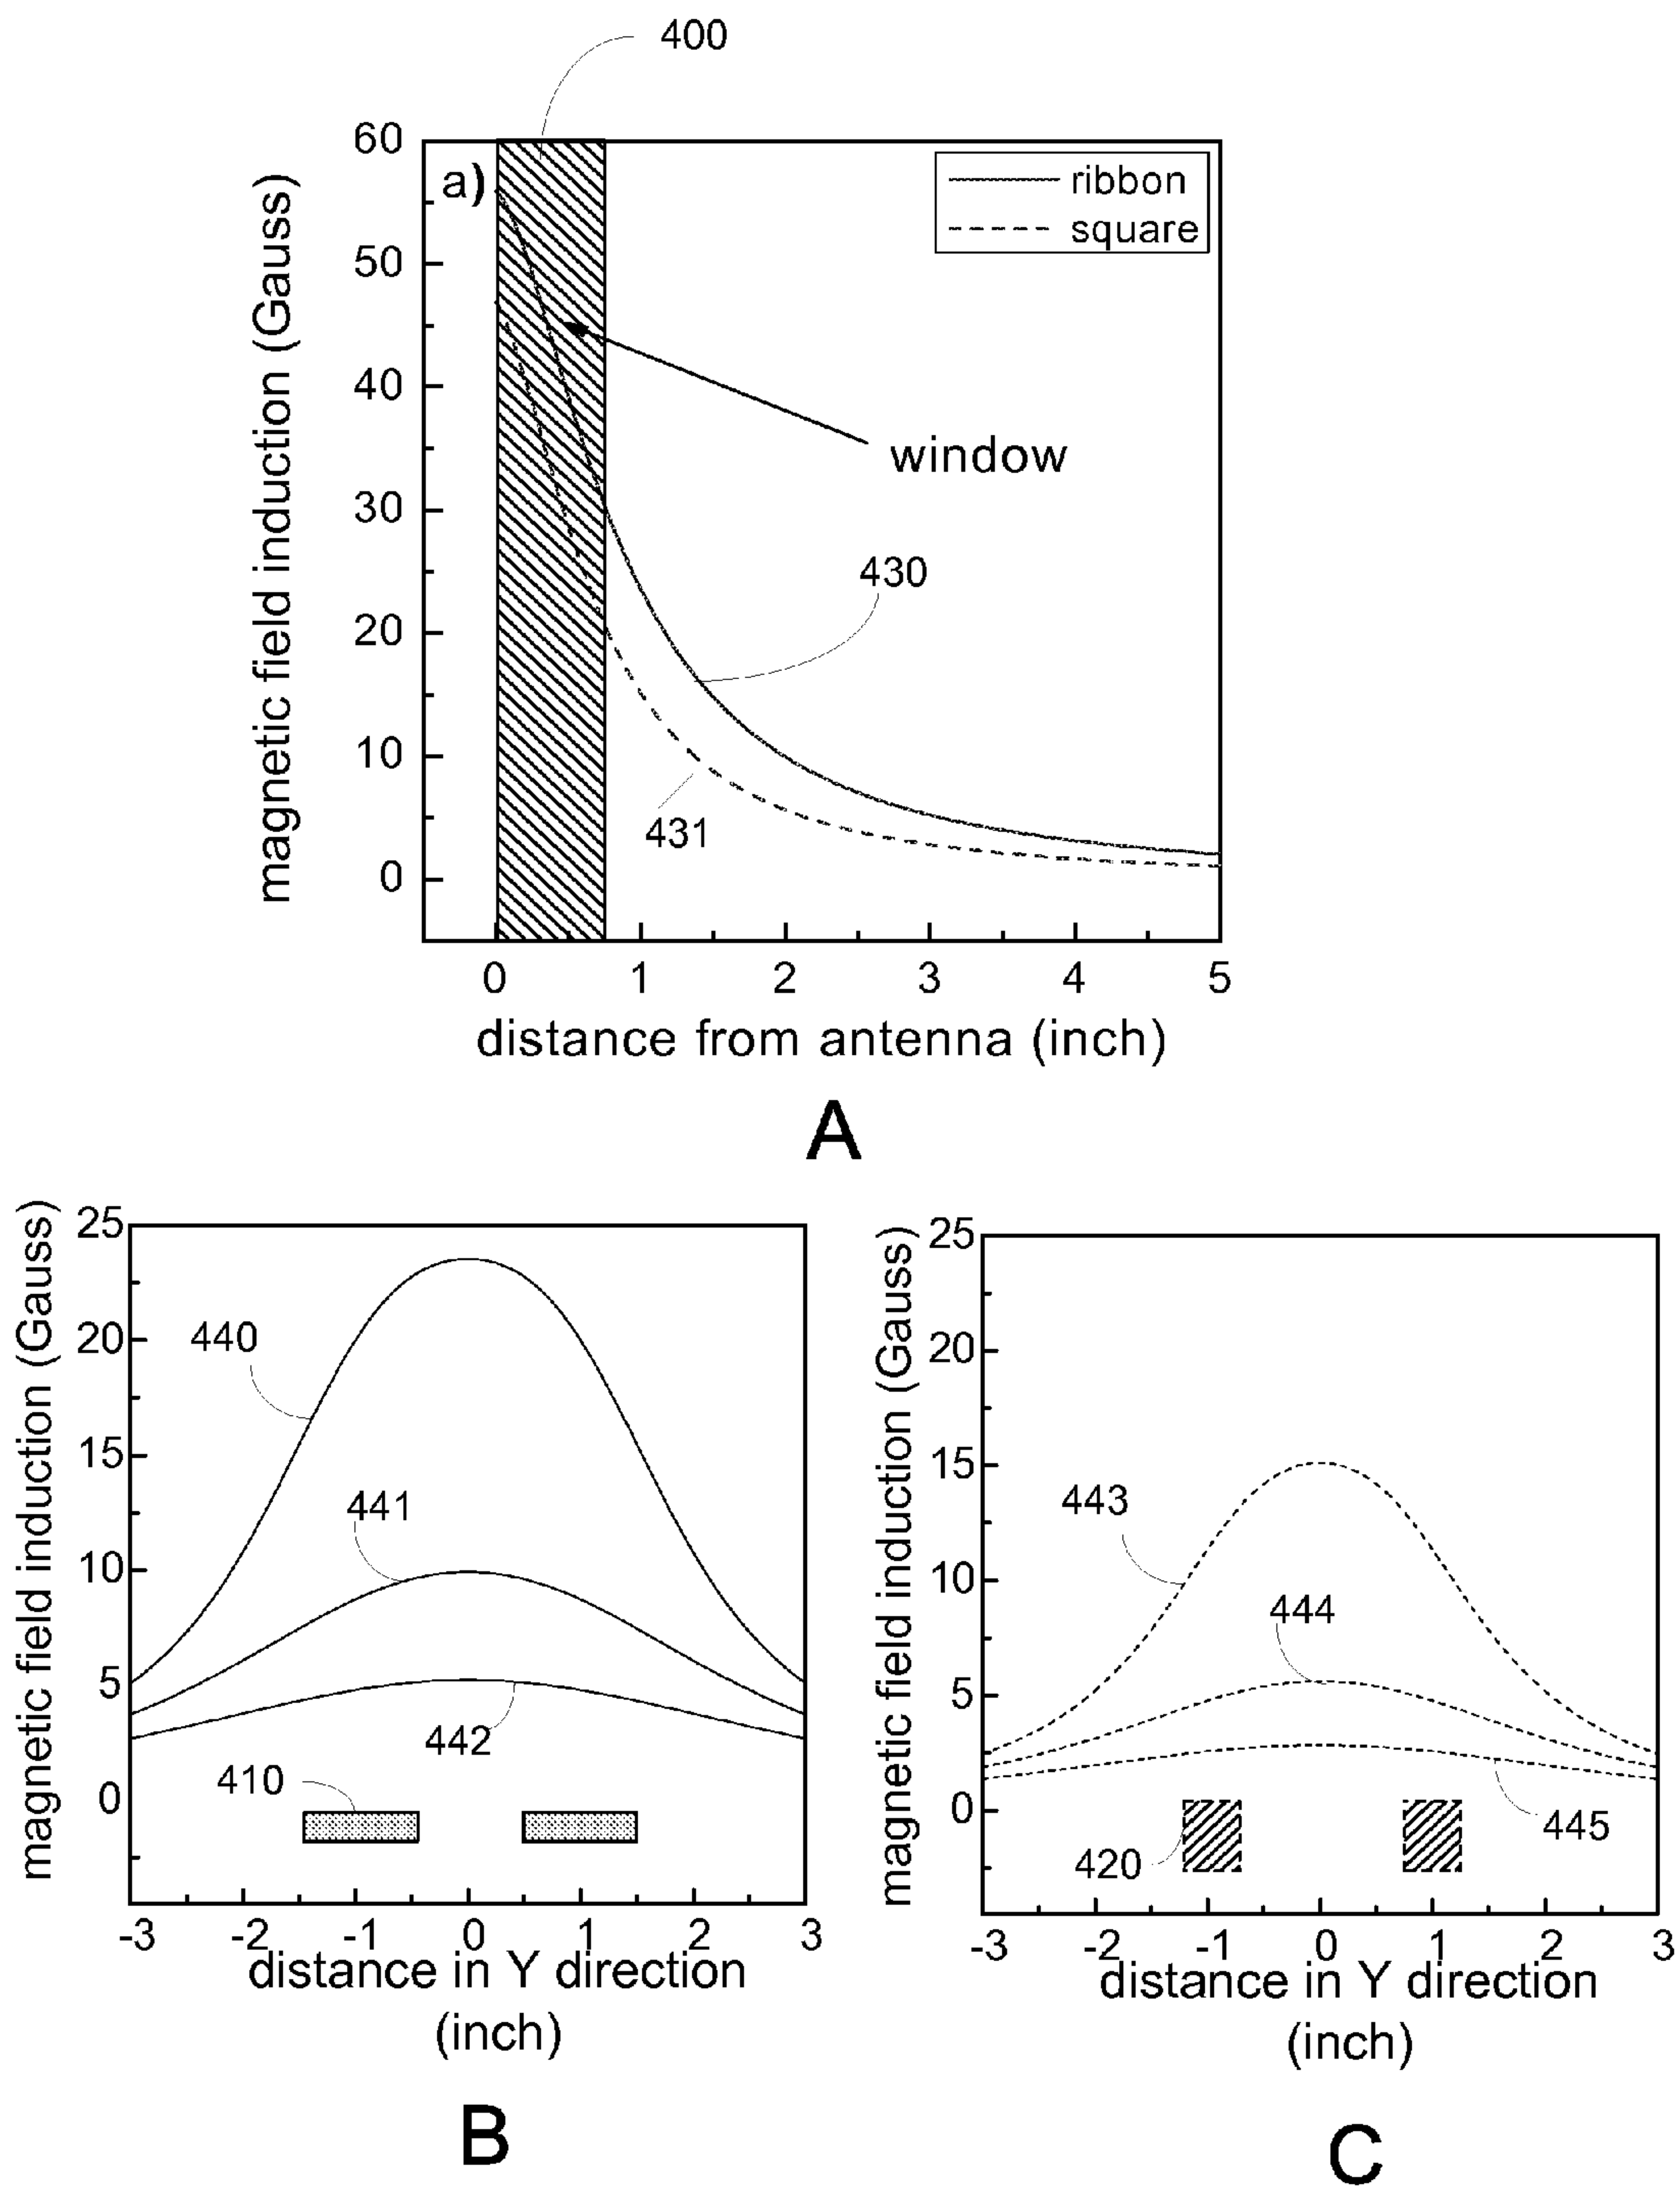 400
60
a)
ribbon
square
50
40
window
30
430
20
10
431
0
0 1 2 3 4 5
magnetic field induction (Gauss)
distance from antenna (inch)
A
25
440
20
15
441
10
5
442
410
0
-3 -2 -1 0 1 2 3
magnetic field induction (Gauss)
distance in Y direction
(inch)
B
25
20
15
443
10
444
5
0
445
420
-3 -2 -1 0 1 2 3
magnetic field induction (Gauss)
distance in Y direction
(inch)
C